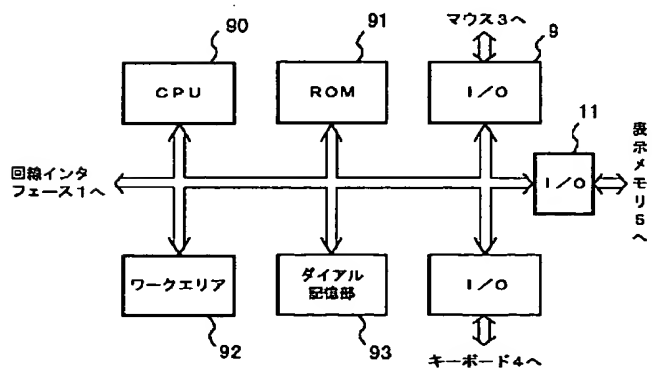 90
91
マウス3へ
9
CPU
ROM
I/O
11
回線インタ
フェース1へ
I/O
表示メモリ5へ
ワークエリア
ダイアル
記憶部
I/O
92
93
キーボード4へ